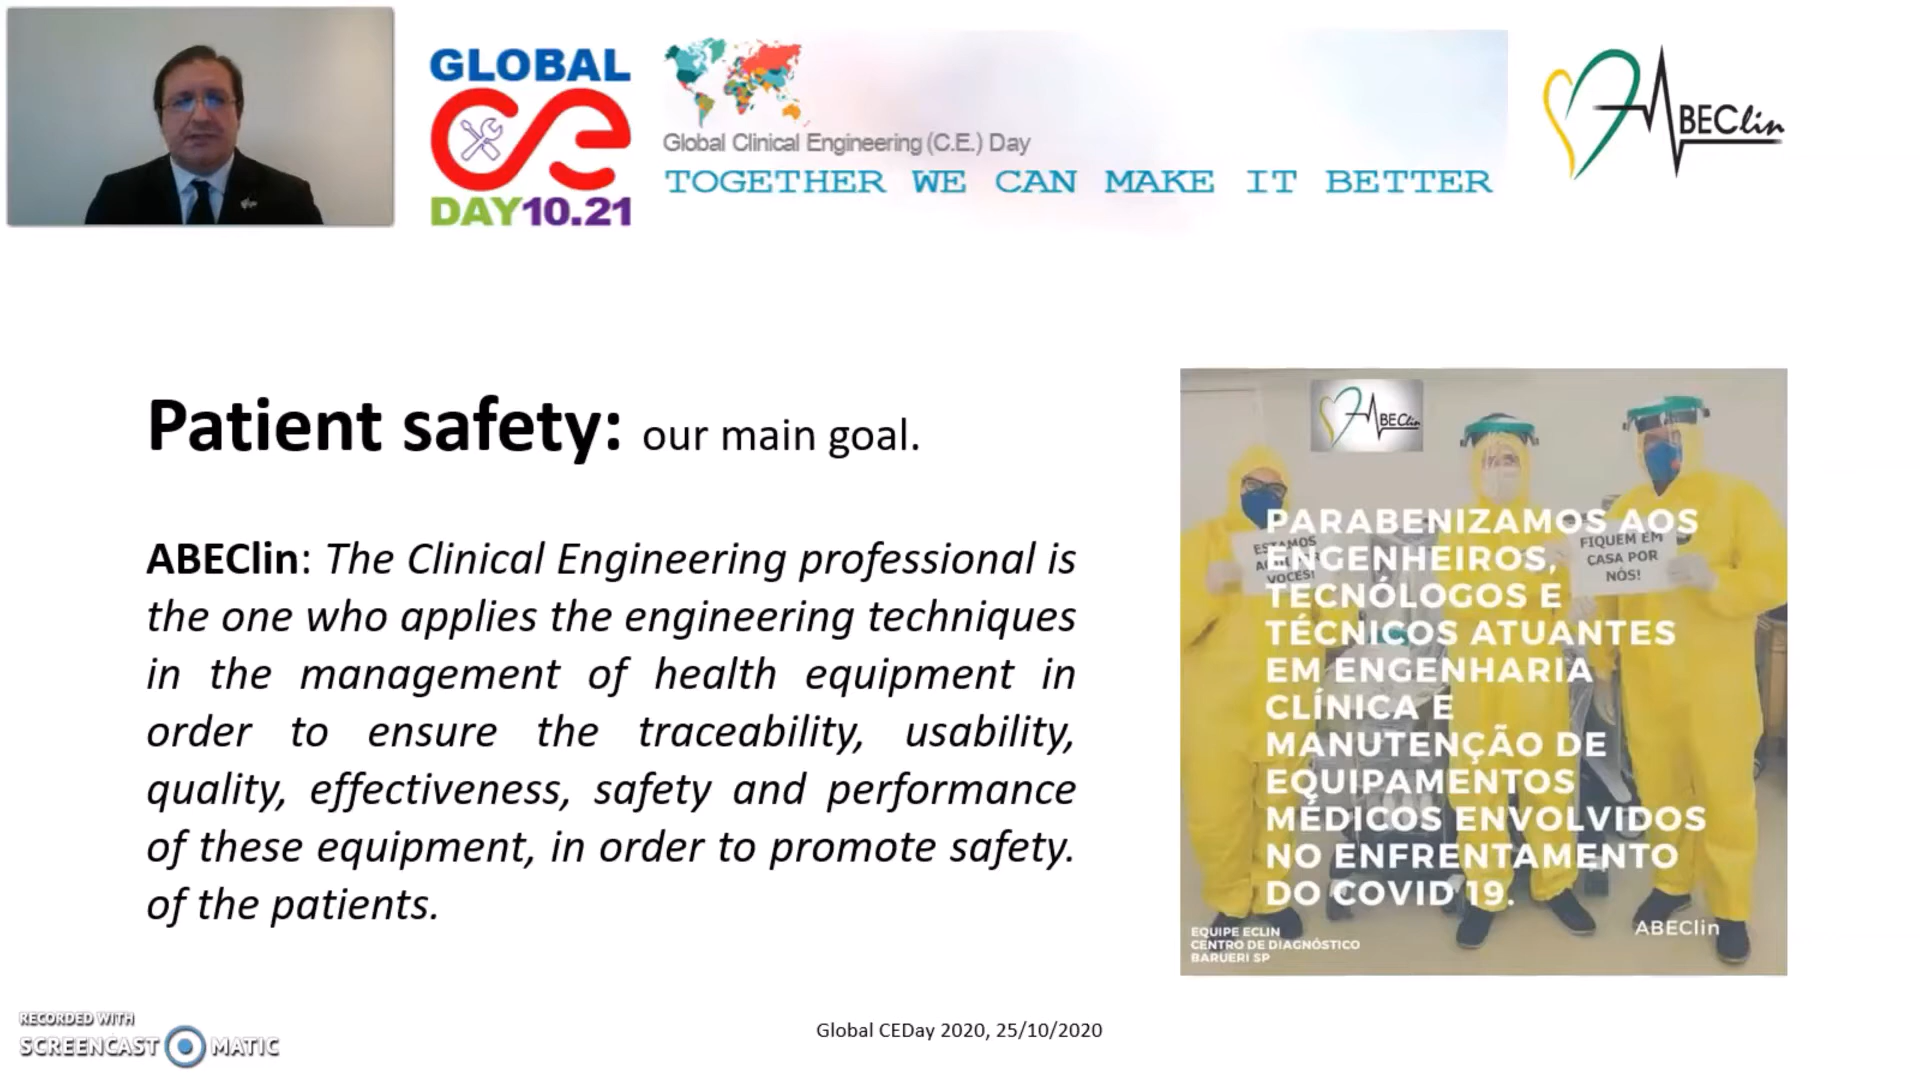 GLOBAL
CE
DAY10.21
Global Clinical Engineering (C.E.) Day
TOGETHER WE CAN MAKE IT BETTER
ABEClin
Patient safety: our main goal.
ABEClin: The Clinical Engineering professional is
the one who applies the engineering techniques
in the management of health equipment in
order to ensure the traceability, usability,
quality, effectiveness, safety and performance
of these equipment, in order to promote safety.
of the patients.
ABEClin
ESTAMOS
VOCES!
FIQUEM EM
CASA POR
NÓS!
PARABENIZAMOS AOS
ENGENHEIROS,
TECNÓLOGOS E
TÉCNICOS ATUANTES
EM ENGENHARIA
CLÍNICA E
MANUTENÇÃO DE
EQUIPAMENTOS
MÉDICOS ENVOLVIDOS
NO ENFRENTAMENTO
DO COVID 19.
ABEClin
EQUIPE ECLIN
CENTRO DE DIAGNÓSTICO
BARUERI SP
RECORDED WITH
SCREENCAST MATIC
Global CEDay 2020, 25/10/2020